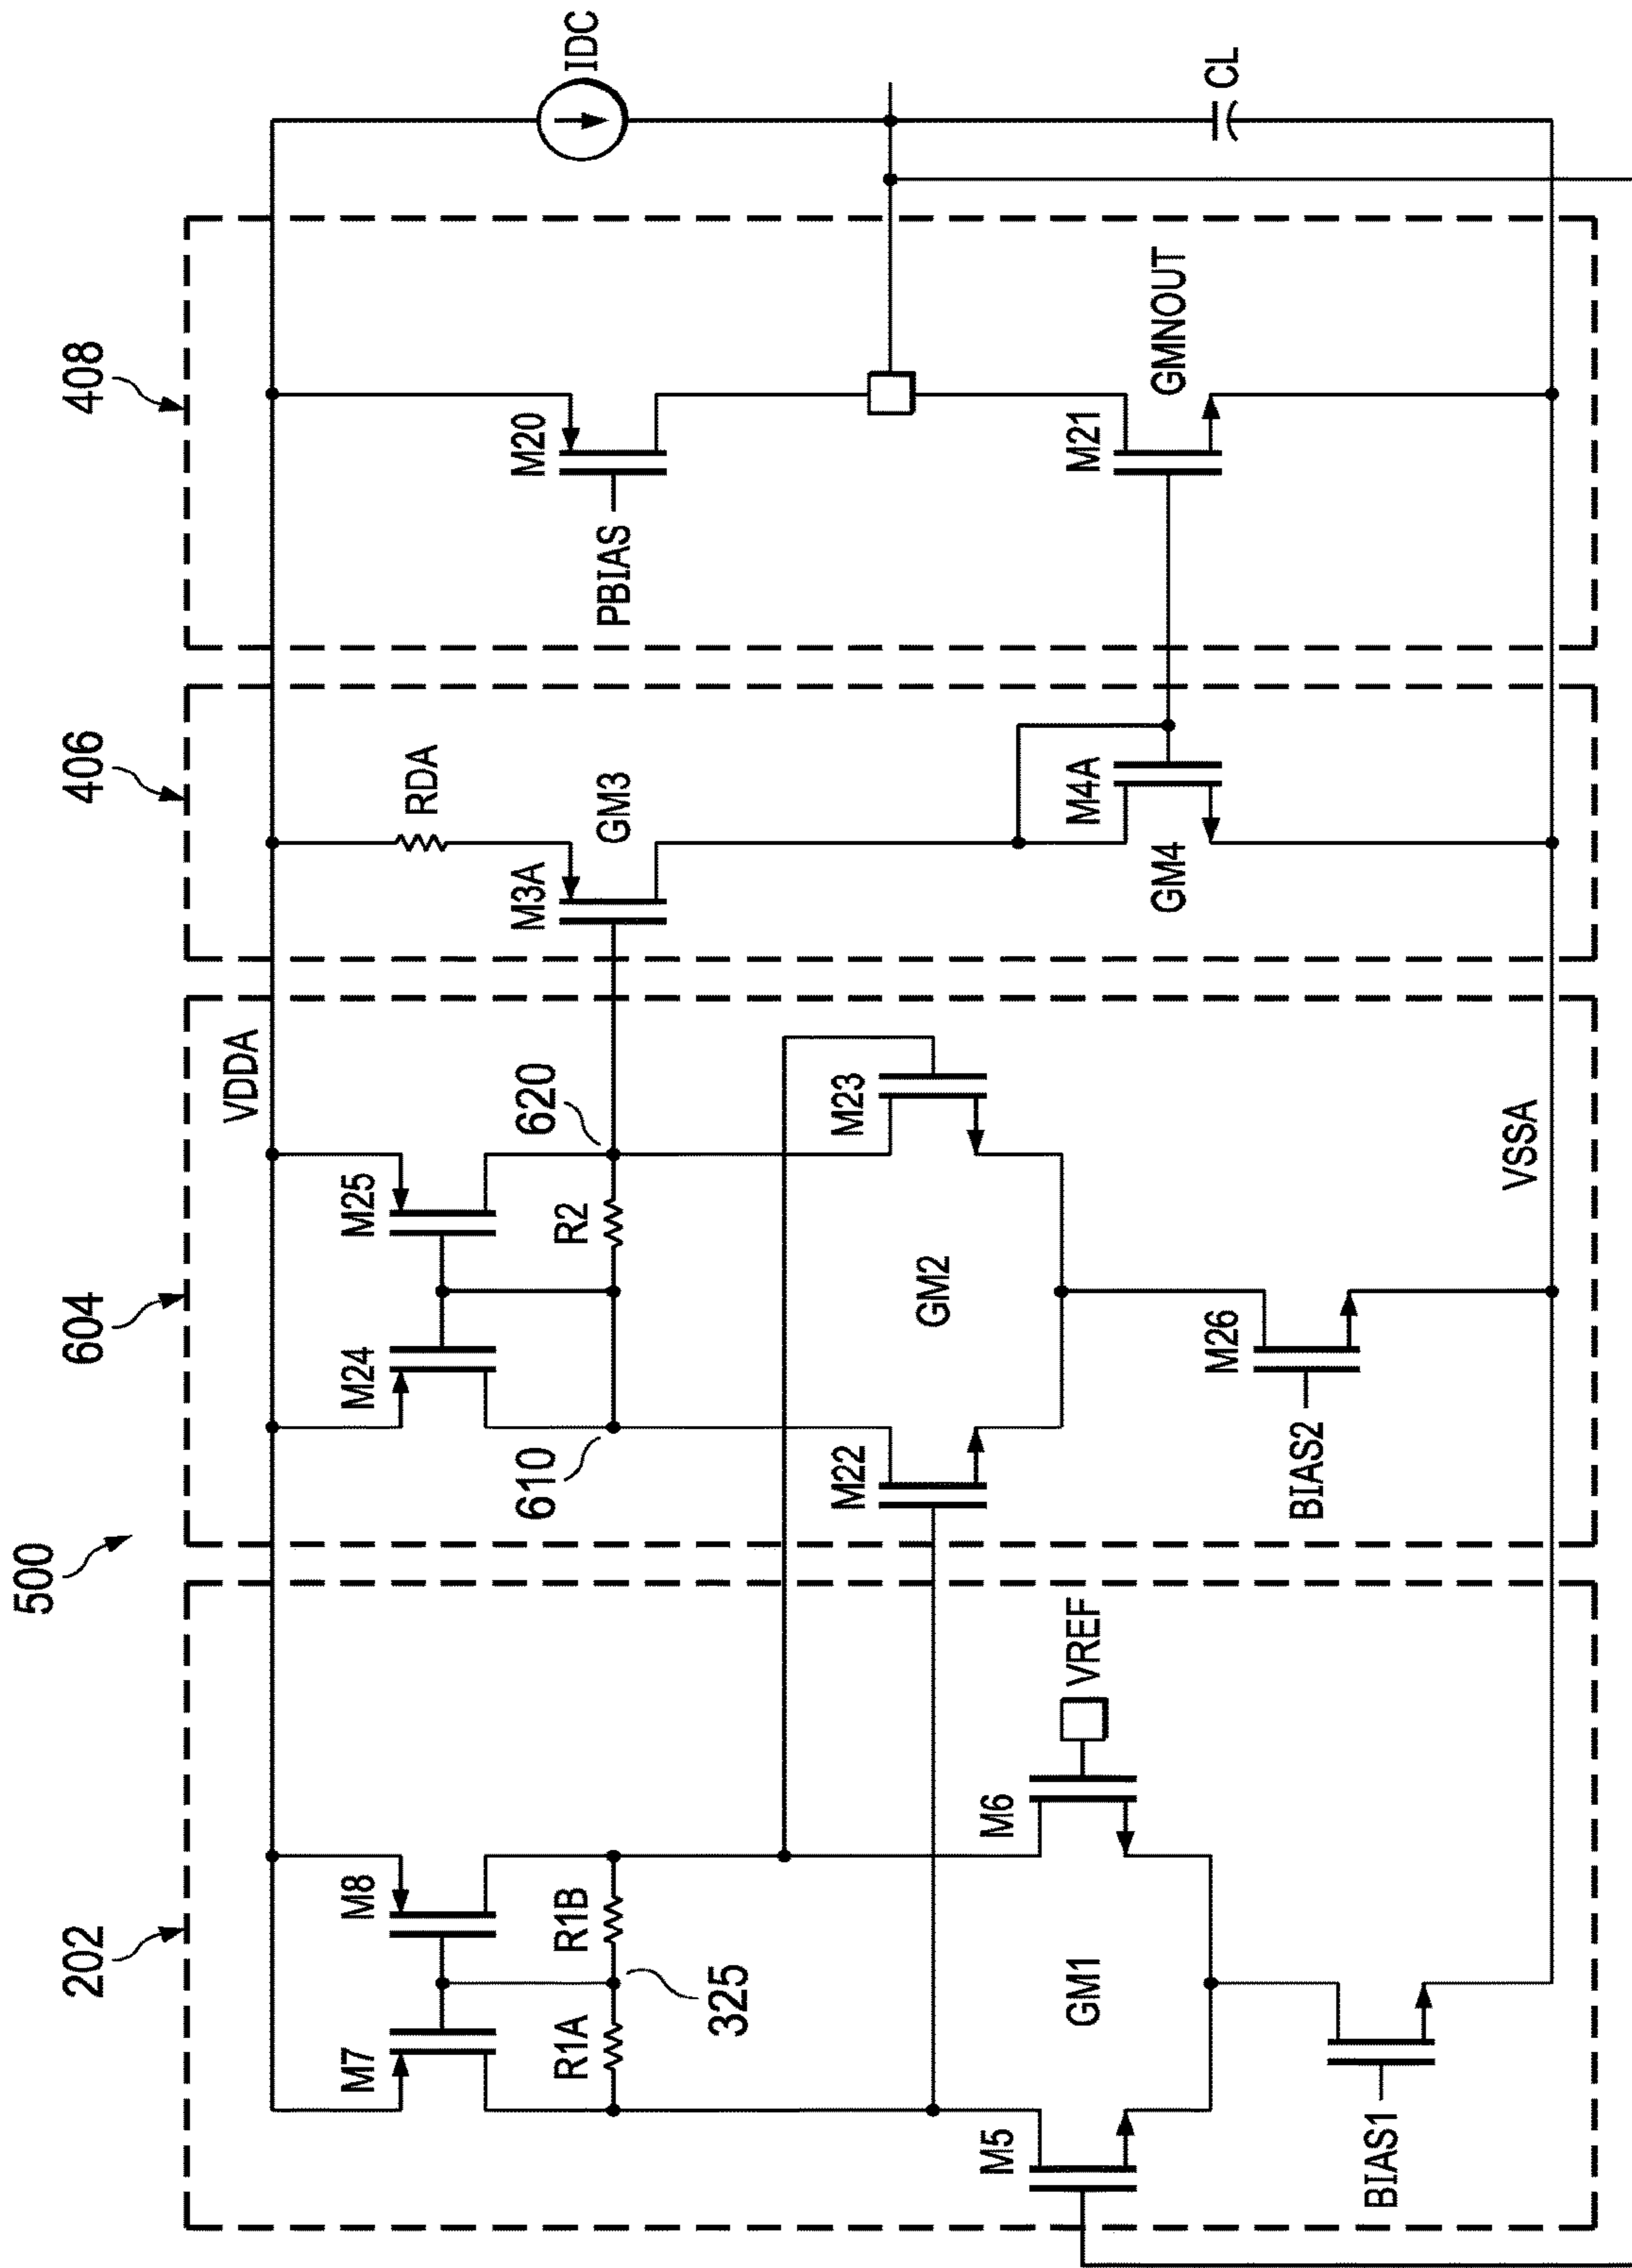 500
202
604
406
408
VDDA
M7
M8
M24
M25
RDA
M3A
GM3
M20
PBIAS
IDC
R1A
R1B
325
610
R2
620
M5
GM1
M6
VREF
M22
GM2
M23
GM4
M4A
M21
GMNOUT
CL
BIAS1
BIAS2
M26
VSSA